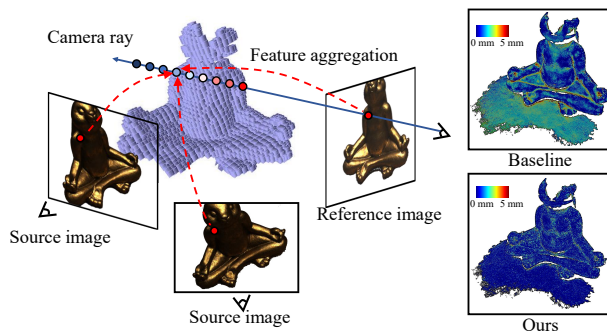 Camera ray
Feature aggregation
0 mm 5 mm
Baseline
Source image
Reference image
0 mm 5 mm
Source image
Ours